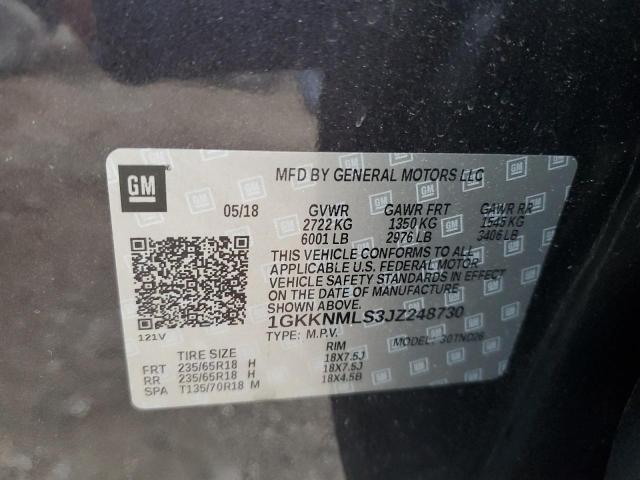 GM
MFD BY GENERAL MOTORS LLC
05/18 GVWR GAWR FRT GAWR RR
2722 KG 1350 KG 1545 KG
6001 LB 2976 LB 3406 LB
THIS VEHICLE CONFORMS TO ALL
APPLICABLE U.S. FEDERAL MOTOR
VEHICLE SAFETY STANDARDS IN EFFECT
ON THE DATE OF MANUFACTURE
SHOWN ABOVE.
1GKKNMLS3JZ248730
121V TYPE: M.P.V. MODEL: 30TND26
TIRE SIZE RIM
FRT 235/65R18 H 18X7.5J
RR 235/65R18 H 18X7.5J
SPA T135/70R18 M 18X4.5B